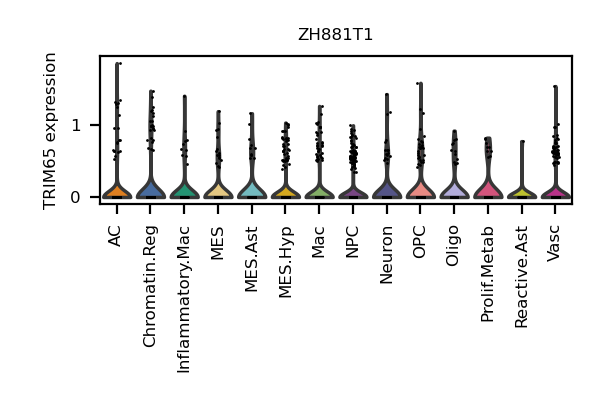 ZH881T1
TRIM65 expression
1
0
AC
Chromatin.Reg
Inflammatory.Mac
MES
MES.Ast
MES.Hyp
Mac
NPC
Neuron
OPC
Oligo
Prolif.Metab
Reactive.Ast
Vasc